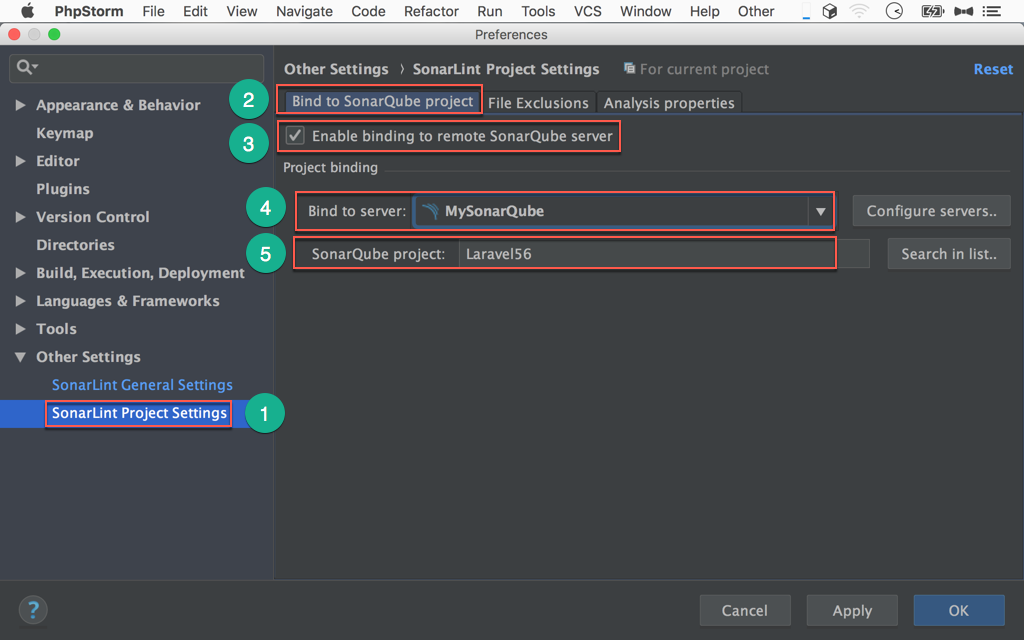 PhpStorm File Edit View Navigate Code Refactor Run Tools VCS Window Help Other
Preferences
Other Settings › SonarLint Project Settings For current project Reset
Appearance & Behavior
Keymap
Editor
Plugins
Version Control
Directories
Build, Execution, Deployment
Languages & Frameworks
Tools
Other Settings
SonarLint General Settings
SonarLint Project Settings 1
2 Bind to SonarQube project File Exclusions Analysis properties
3 Enable binding to remote SonarQube server
Project binding
4 Bind to server: MySonarQube Configure servers..
5 SonarQube project: Laravel56 Search in list..
? Cancel Apply OK